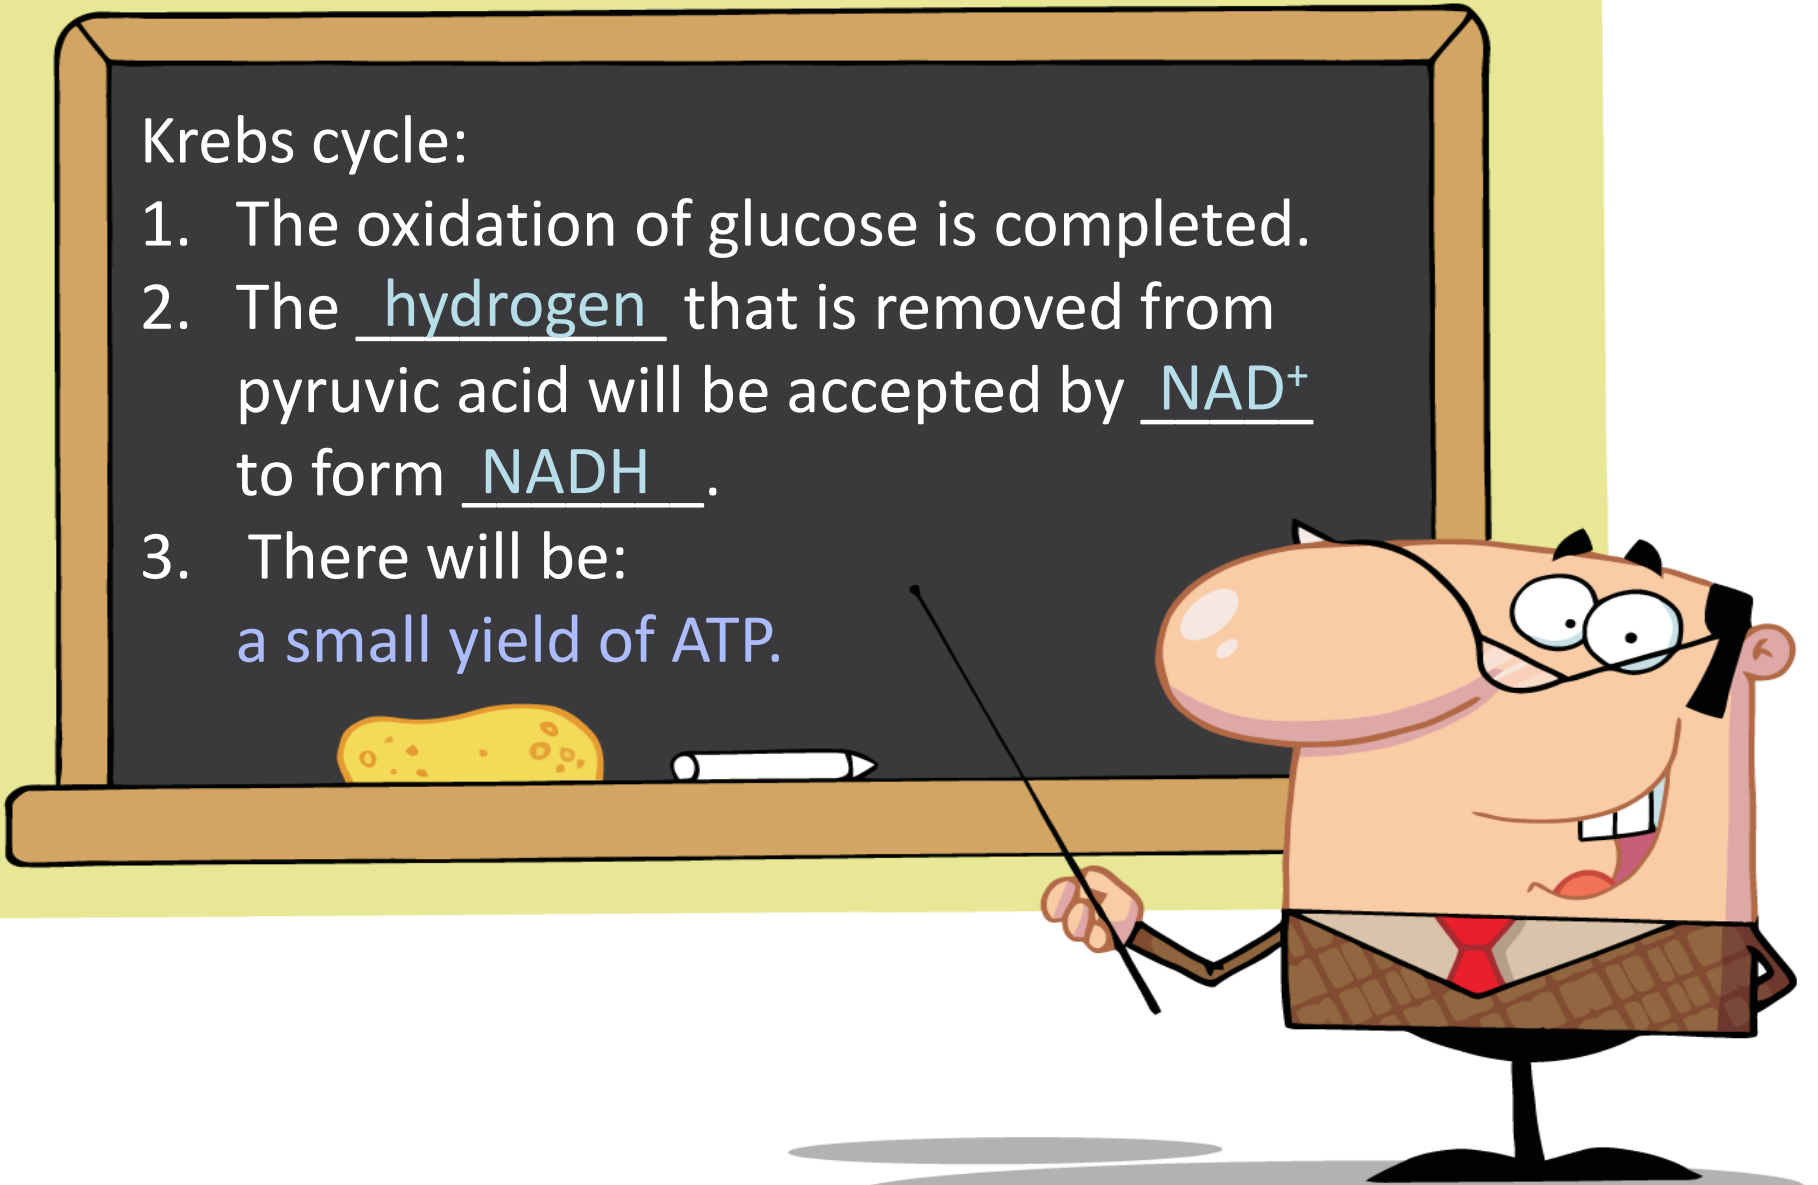 Krebs cycle:
1. The oxidation of glucose is completed.
2. The hydrogen that is removed from
pyruvic acid will be accepted by NAD⁺
to form NADH.
3. There will be:
a small yield of ATP.